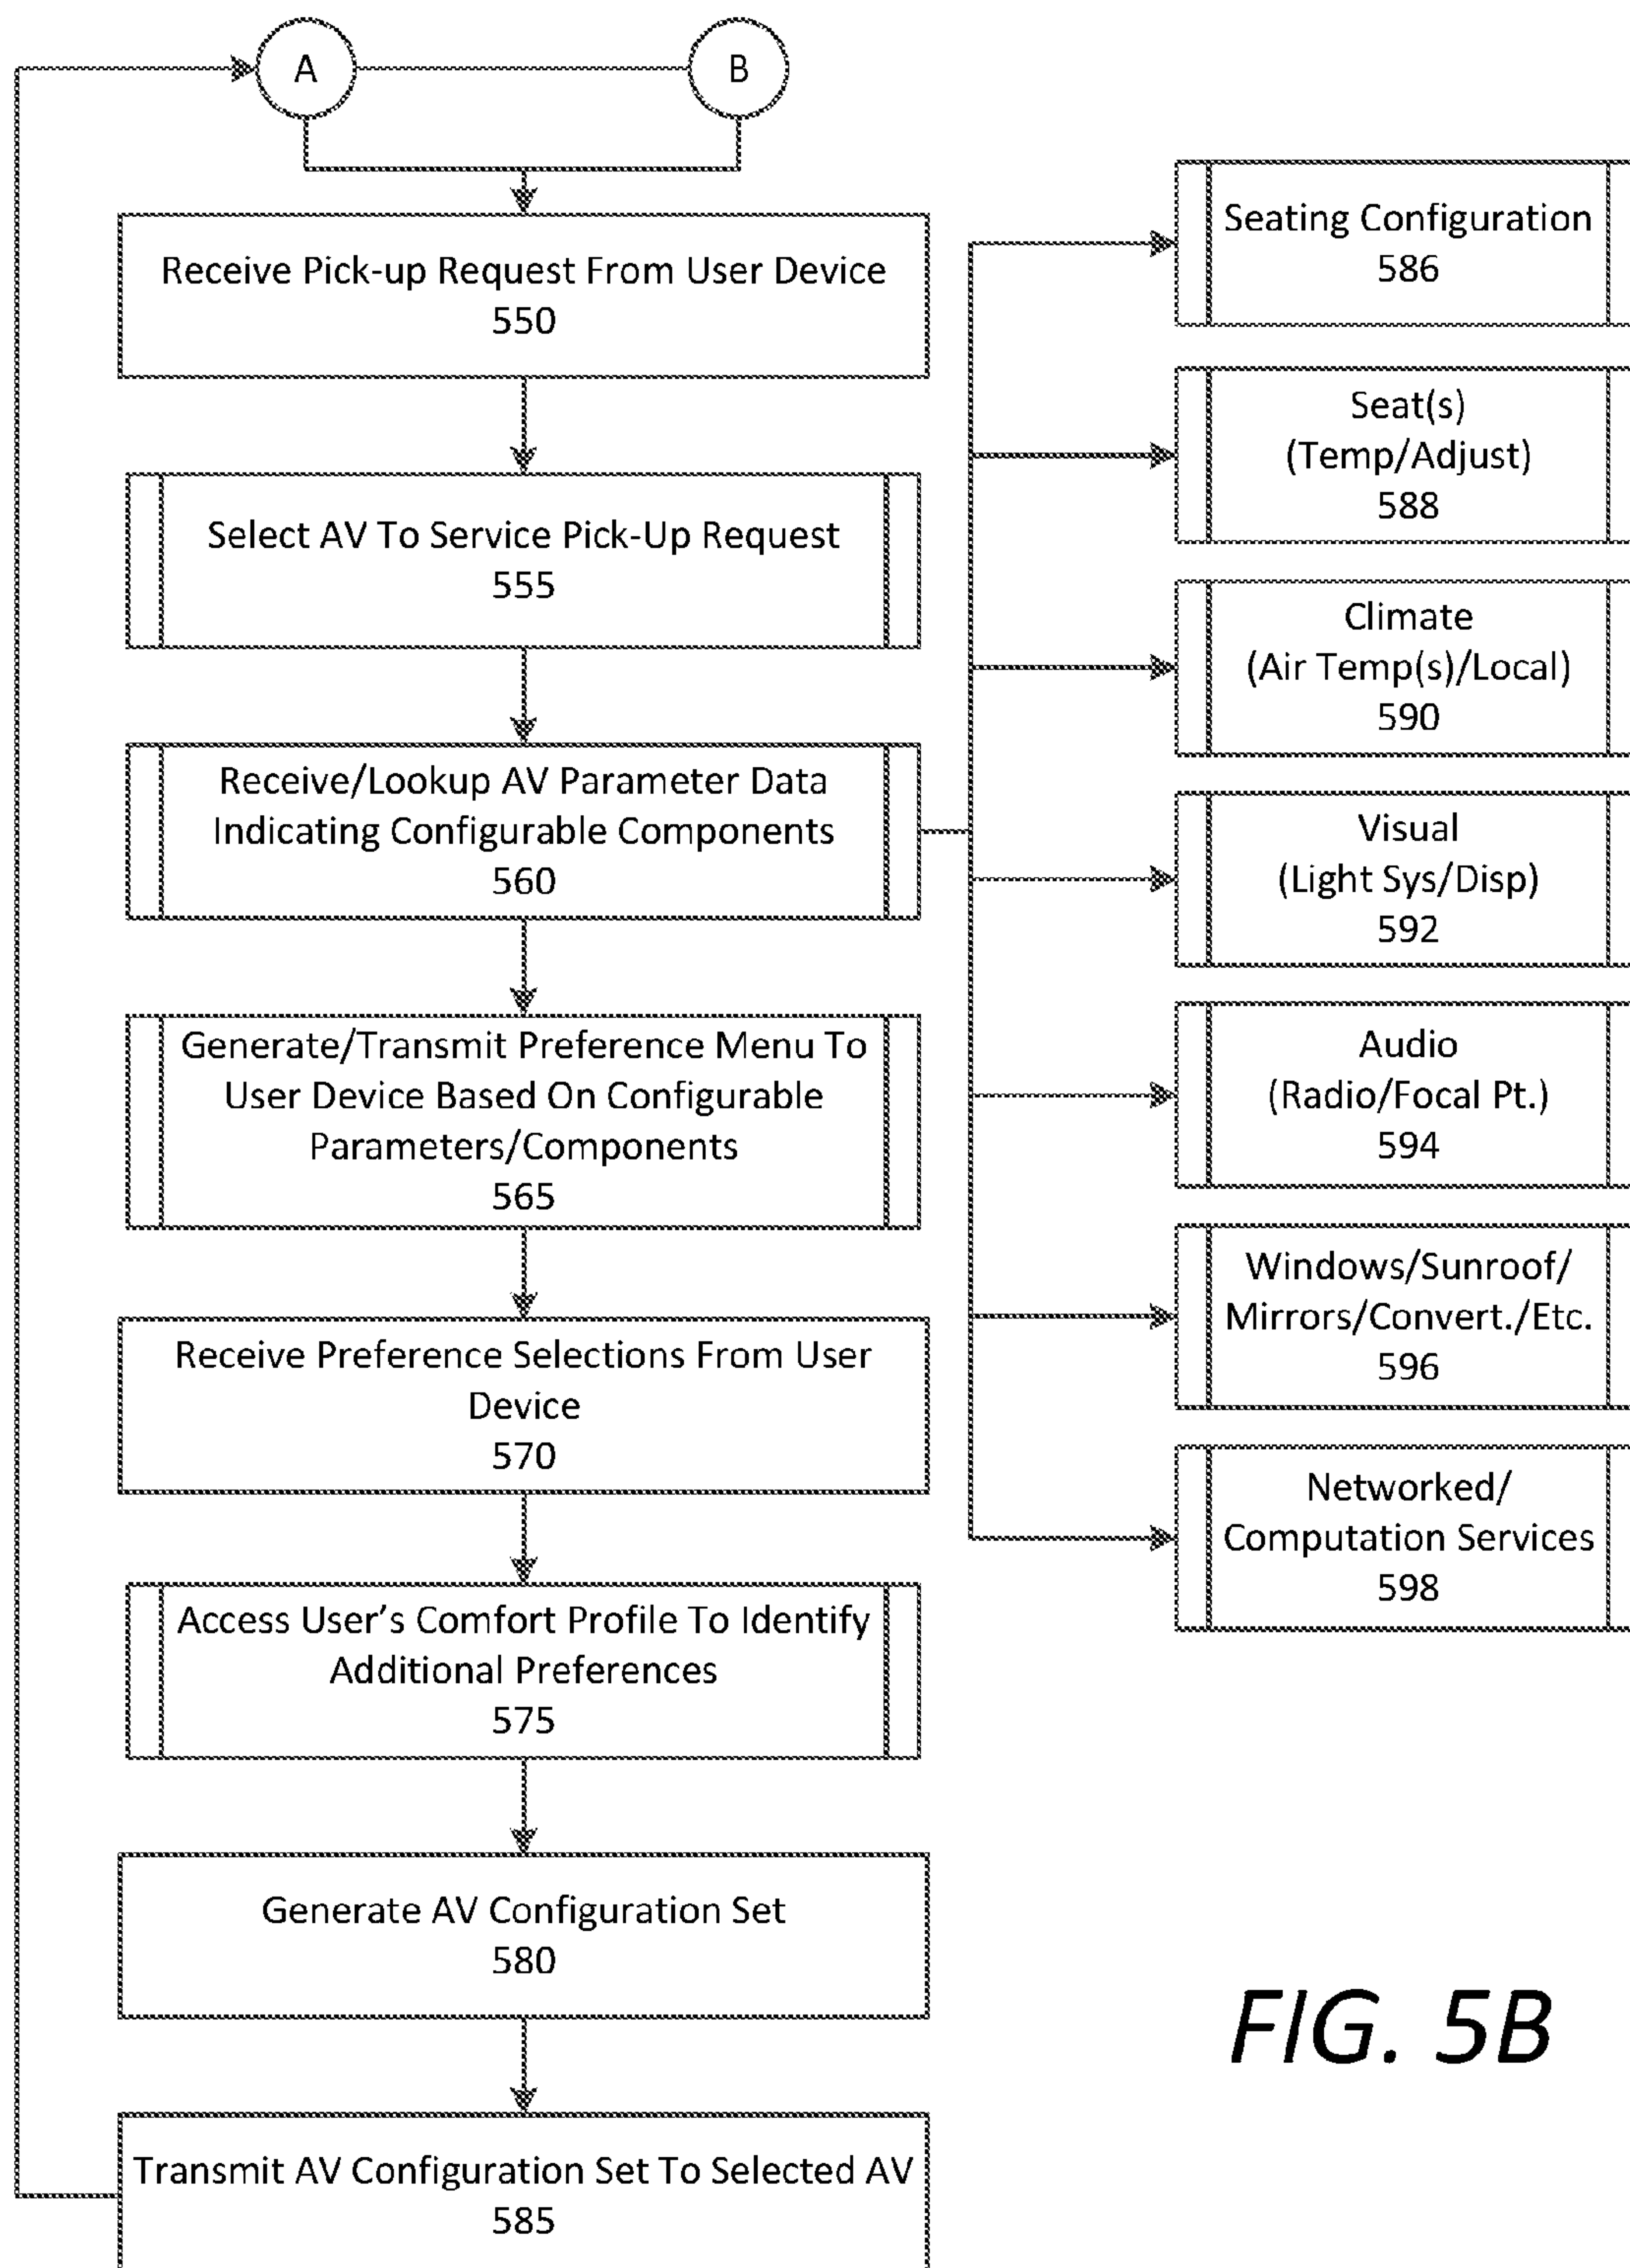 A
B
Receive Pick-up Request From User Device
550
Select AV To Service Pick-Up Request
555
Receive/Lookup AV Parameter Data
Indicating Configurable Components
560
Generate/Transmit Preference Menu To
User Device Based On Configurable
Parameters/Components
565
Receive Preference Selections From User
Device
570
Access User’s Comfort Profile To Identify
Additional Preferences
575
Generate AV Configuration Set
580
Transmit AV Configuration Set To Selected AV
585
Seating Configuration
586
Seat(s)
(Temp/Adjust)
588
Climate
(Air Temp(s)/Local)
590
Visual
(Light Sys/Disp)
592
Audio
(Radio/Focal Pt.)
594
Windows/Sunroof/
Mirrors/Convert./Etc.
596
Networked/
Computation Services
598
FIG. 5B